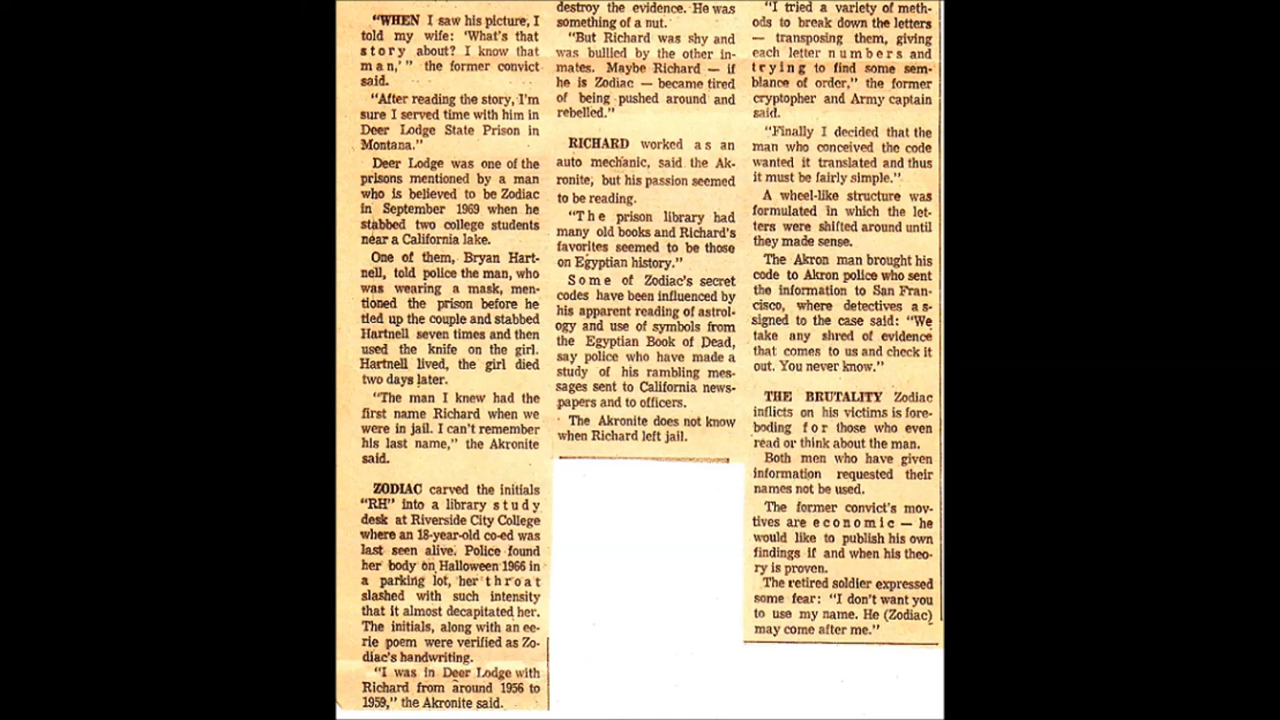 "WHEN I saw his picture, I
told my wife: 'What's that
story about? I know that
man,'" the former convict
said.
"After reading the story, I'm
sure I served time with him in
Deer Lodge State Prison in
Montana."
Deer Lodge was one of the
prisons mentioned by a man
who is believed to be Zodiac
in September 1969 when he
stabbed two college students
near a California lake.
One of them, Bryan Hart-
nell, told police the man, who
was wearing a mask, men-
tioned the prison before he
tied up the couple and stabbed
Hartnell seven times and then
used the knife on the girl.
Hartnell lived, the girl died
two days later.
"The man I knew had the
first name Richard when we
were in jail. I can't remember
his last name," the Akronite
said.
ZODIAC carved the initials
"RH" into a library study
desk at Riverside City College
where an 18-year-old co-ed was
last seen alive. Police found
her body on Halloween 1966 in
a parking lot, her throat
slashed with such intensity
that it almost decapitated her.
The initials, along with an ee-
rie poem were verified as Zo-
diac's handwriting.
"I was in Deer Lodge with
Richard from around 1956 to
1959," the Akronite said.
destroy the evidence. He was
something of a nut.
"But Richard was shy and
was bullied by the other in-
mates. Maybe Richard — if
he is Zodiac — became tired
of being pushed around and
rebelled."
RICHARD worked as an
auto mechanic, said the Ak-
ronite, but his passion seemed
to be reading.
"The prison library had
many old books and Richard's
favorites seemed to be those
on Egyptian history."
Some of Zodiac's secret
codes have been influenced by
his apparent reading of astrol-
ogy and use of symbols from
the Egyptian Book of Dead,
say police who have made a
study of his rambling mes-
sages sent to California news-
papers and to officers.
The Akronite does not know
when Richard left jail.
"I tried a variety of meth-
ods to break down the letters
— transposing them, giving
each letter numbers and
trying to find some sem-
blance of order," the former
cryptopher and Army captain
said.
"Finally I decided that the
man who conceived the code
wanted it translated and thus
it must be fairly simple."
A wheel-like structure was
formulated in which the let-
ters were shifted around until
they made sense.
The Akron man brought his
code to Akron police who sent
the information to San Fran-
cisco, where detectives as-
signed to the case said: "We
take any shred of evidence
that comes to us and check it
out. You never know."
THE BRUTALITY Zodiac
inflicts on his victims is fore-
boding for those who even
read or think about the man.
Both men who have given
information requested their
names not be used.
The former convict's mov-
tives are economic — he
would like to publish his own
findings if and when his theo-
ry is proven.
The retired soldier expressed
some fear: "I don't want you
to use my name. He (Zodiac)
may come after me."